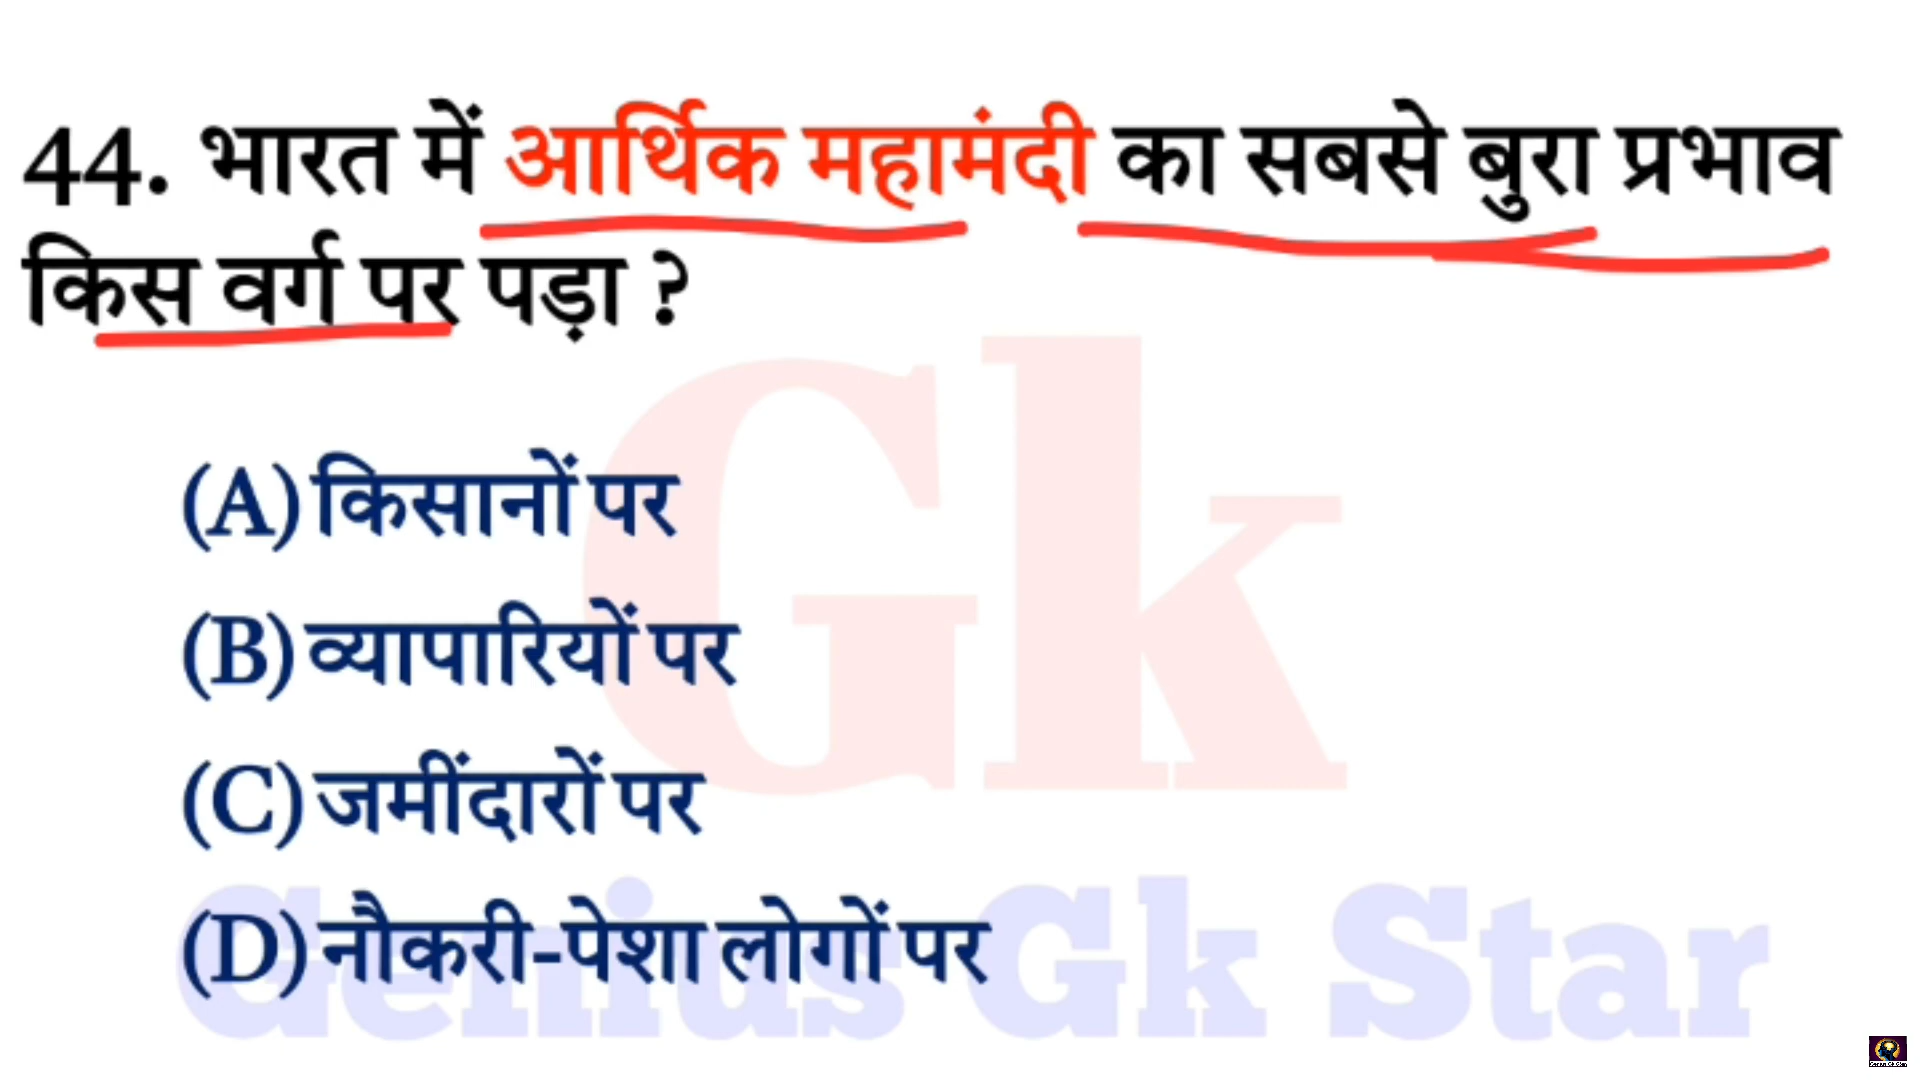 44. भारत में आर्थिक महामंदी का सबसे बुरा प्रभाव
किस वर्ग पर पड़ा ?
Gk
(A) किसानों पर
(B) व्यापारियों पर
(C) जमींदारों पर
(D) नौकरी-पेशा लोगों पर
Genius Gk Star